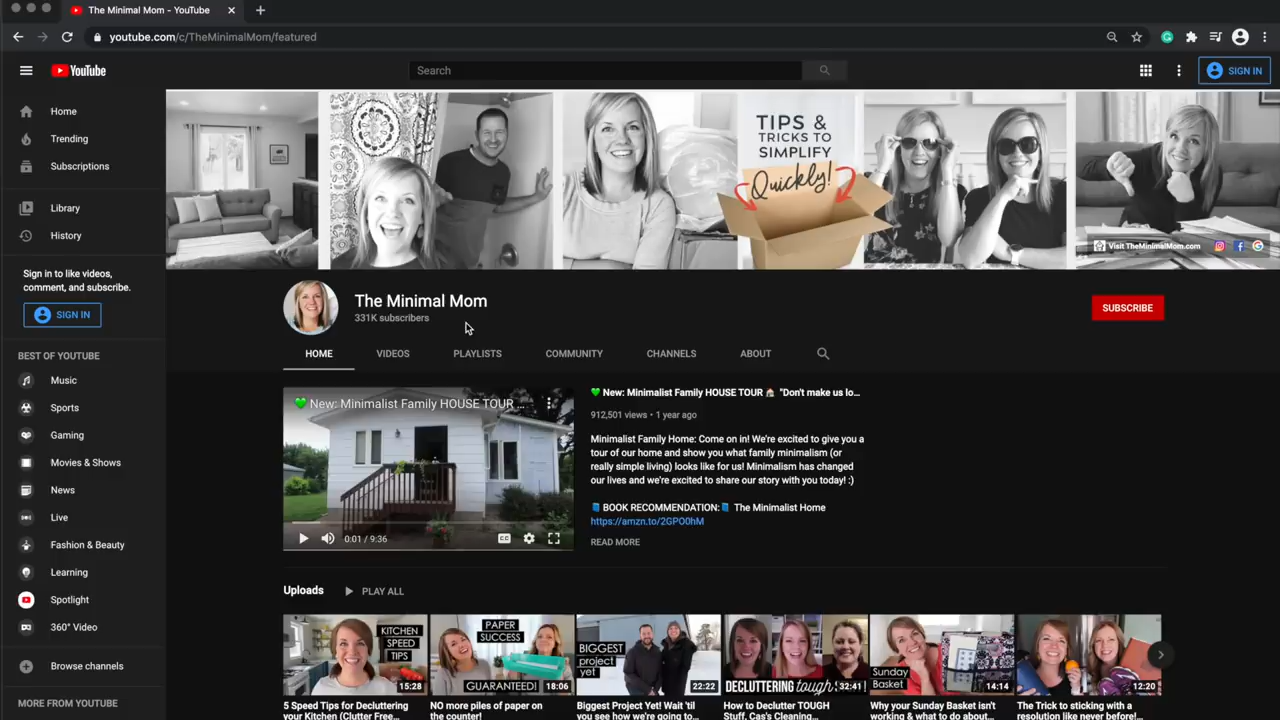 The Minimal Mom - YouTube
youtube.com/c/TheMinimalMom/featured
YouTube
Search
SIGN IN
Home
Trending
Subscriptions
Library
History
Sign in to like videos,
comment, and subscribe.
SIGN IN
BEST OF YOUTUBE
Music
Sports
Gaming
Movies & Shows
News
Live
Fashion & Beauty
Learning
Spotlight
360° Video
Browse channels
MORE FROM YOUTUBE
TIPS &
TRICKS TO
SIMPLIFY
Quickly!
Visit TheMinimalMom.com
The Minimal Mom
331K subscribers
SUBSCRIBE
HOME
VIDEOS
PLAYLISTS
COMMUNITY
CHANNELS
ABOUT
💚 New: Minimalist Family HOUSE TOUR ...
0:01 / 9:36
💚 New: Minimalist Family HOUSE TOUR 🏠 "Don't make us lo...
912,501 views • 1 year ago
Minimalist Family Home: Come on in! We're excited to give you a
tour of our home and show you what family minimalism (or
really simple living) looks like for us! Minimalism has changed
our lives and we're excited to share our story with you today! :)
📘 BOOK RECOMMENDATION:📘 The Minimalist Home
https://amzn.to/2GPO0hM
READ MORE
Uploads
PLAY ALL
KITCHEN
SPEED
TIPS
15:28
5 Speed Tips for Decluttering
your Kitchen (Clutter Free...
PAPER
SUCCESS
GUARANTEED!
18:06
NO more piles of paper on
the counter!
BIGGEST
project
yet
22:22
Biggest Project Yet! Wait 'til
you see how we're going to...
DECLUTTERING tough
32:41
How to Declutter TOUGH
Stuff, Cas's Cleaning...
Sunday
Basket
14:14
Why your Sunday Basket isn't
working & what to do about...
12:20
The Trick to sticking with a
resolution like never before!...